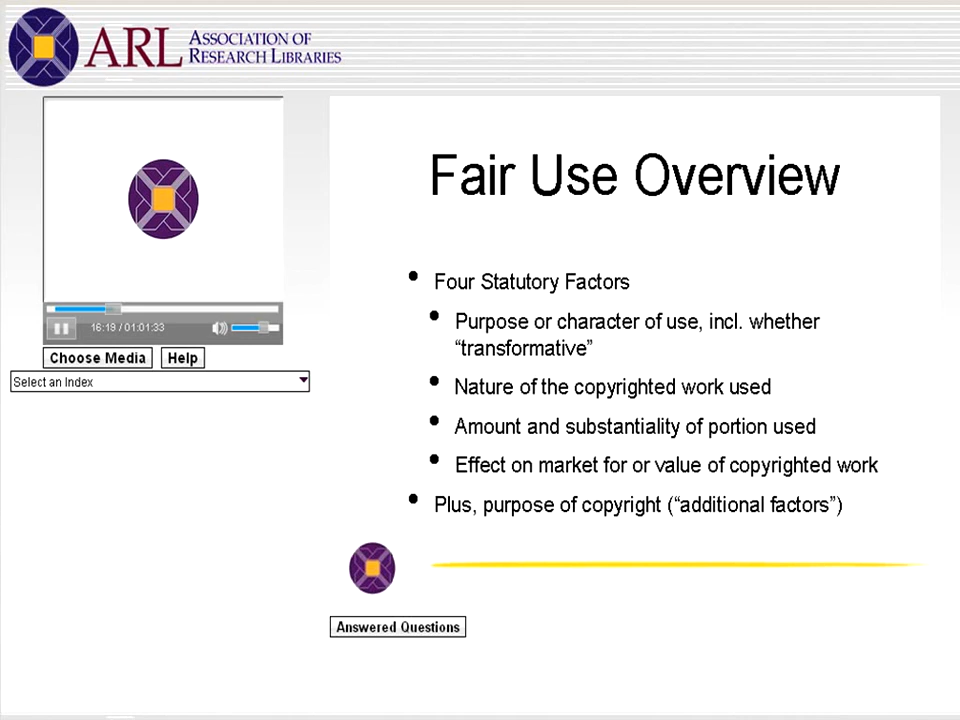 ARL ASSOCIATION OF
RESEARCH LIBRARIES
16:19 / 01:01:33
Choose Media Help
Select an Index
Fair Use Overview
• Four Statutory Factors
• Purpose or character of use, incl. whether
“transformative”
• Nature of the copyrighted work used
• Amount and substantiality of portion used
• Effect on market for or value of copyrighted work
• Plus, purpose of copyright (“additional factors”)
Answered Questions